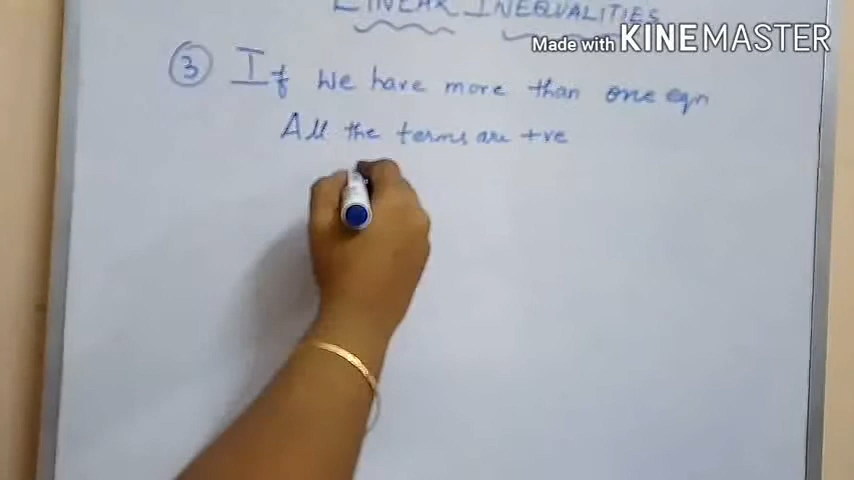 LINEAR INEQUALITIES
Made with KINEMASTER
③ If we have more than one eqn
All the terms are +ve